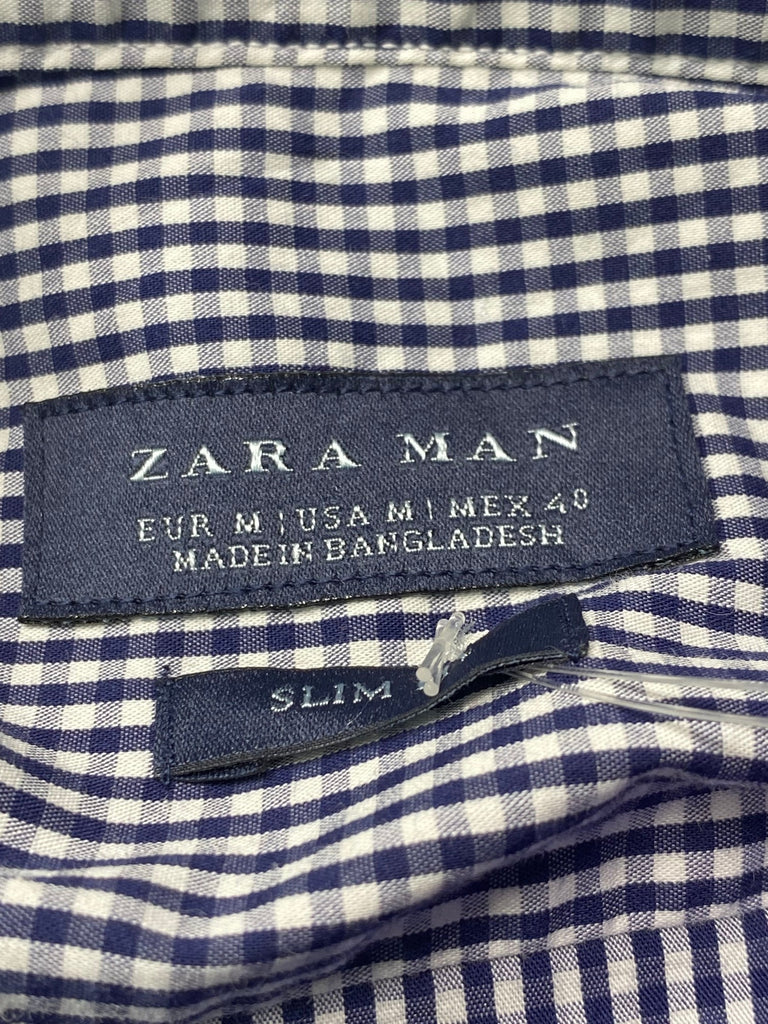 ZARA MAN
EUR M | USA M | MEX 40
MADE IN BANGLADESH
SLIM